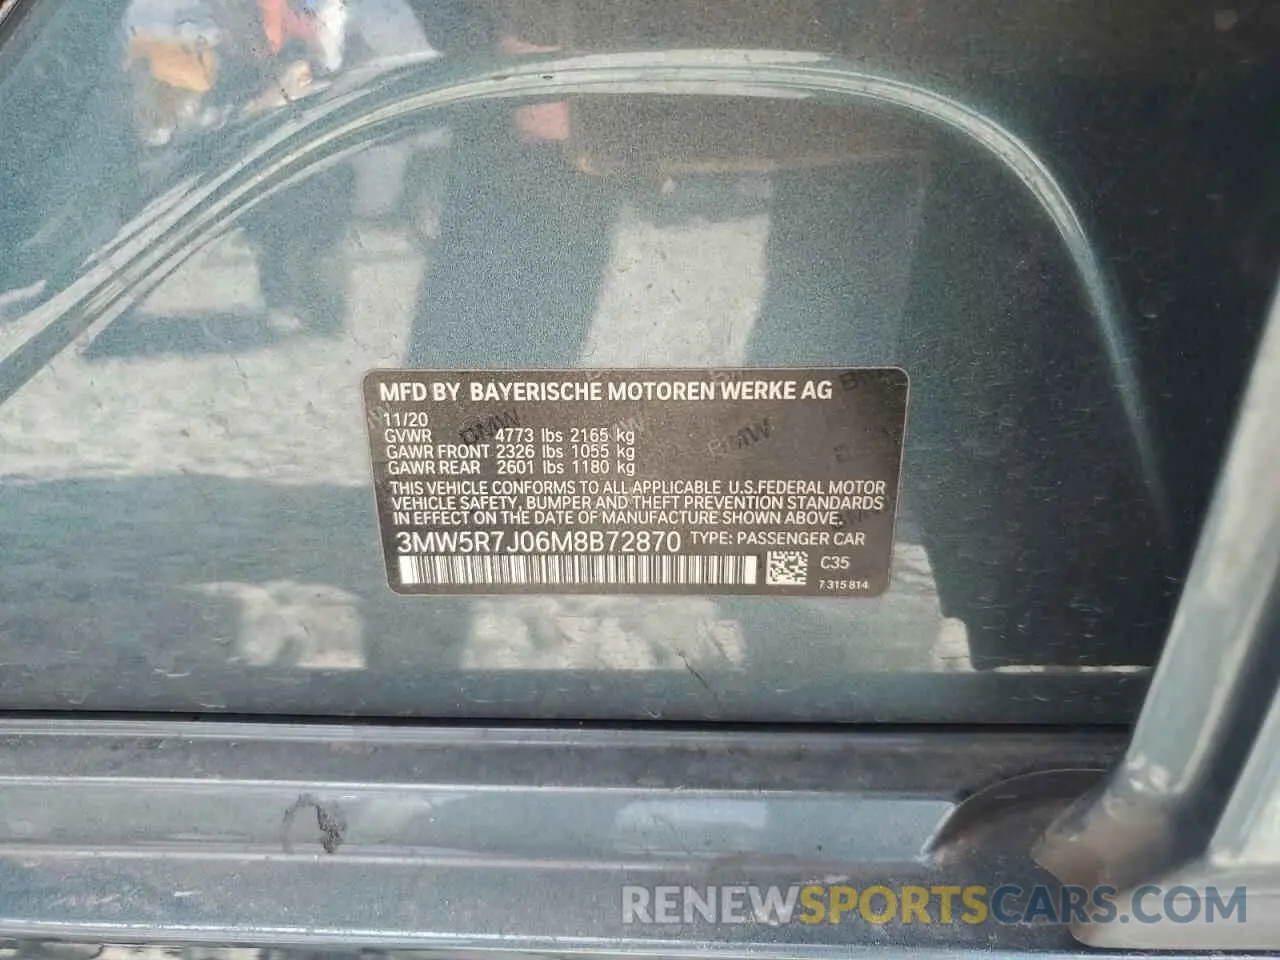 MFD BY BAYERISCHE MOTOREN WERKE AG
11/20
GVWR 4773 lbs 2165 kg
GAWR FRONT 2326 lbs 1055 kg
GAWR REAR 2601 lbs 1180 kg
THIS VEHICLE CONFORMS TO ALL APPLICABLE U.S.FEDERAL MOTOR
VEHICLE SAFETY, BUMPER AND THEFT PREVENTION STANDARDS
IN EFFECT ON THE DATE OF MANUFACTURE SHOWN ABOVE.
3MW5R7J06M8B72870 TYPE: PASSENGER CAR
C35
7 315 814
RENEWSPORTSCARS.COM